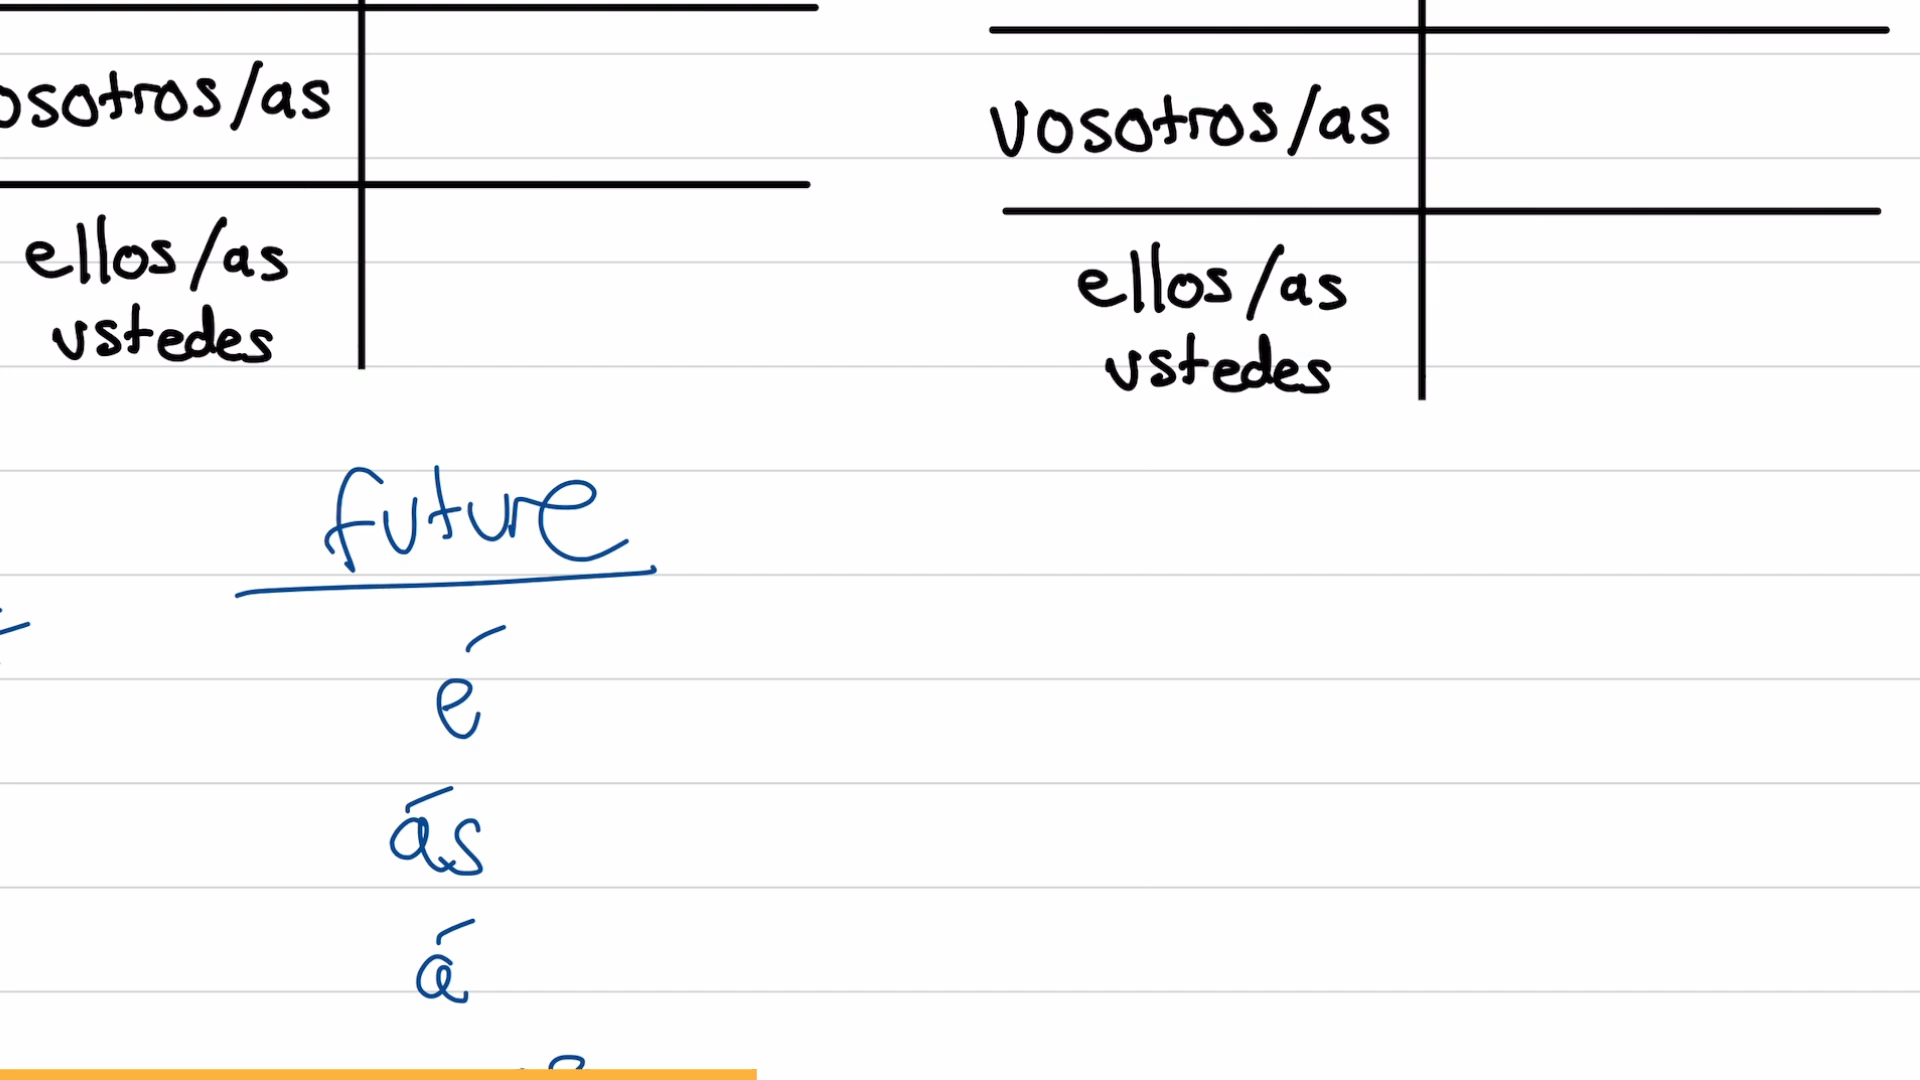 osotros/as
ellos/as
ustedes
vosotros/as
ellos/as
ustedes
future
é
ás
á